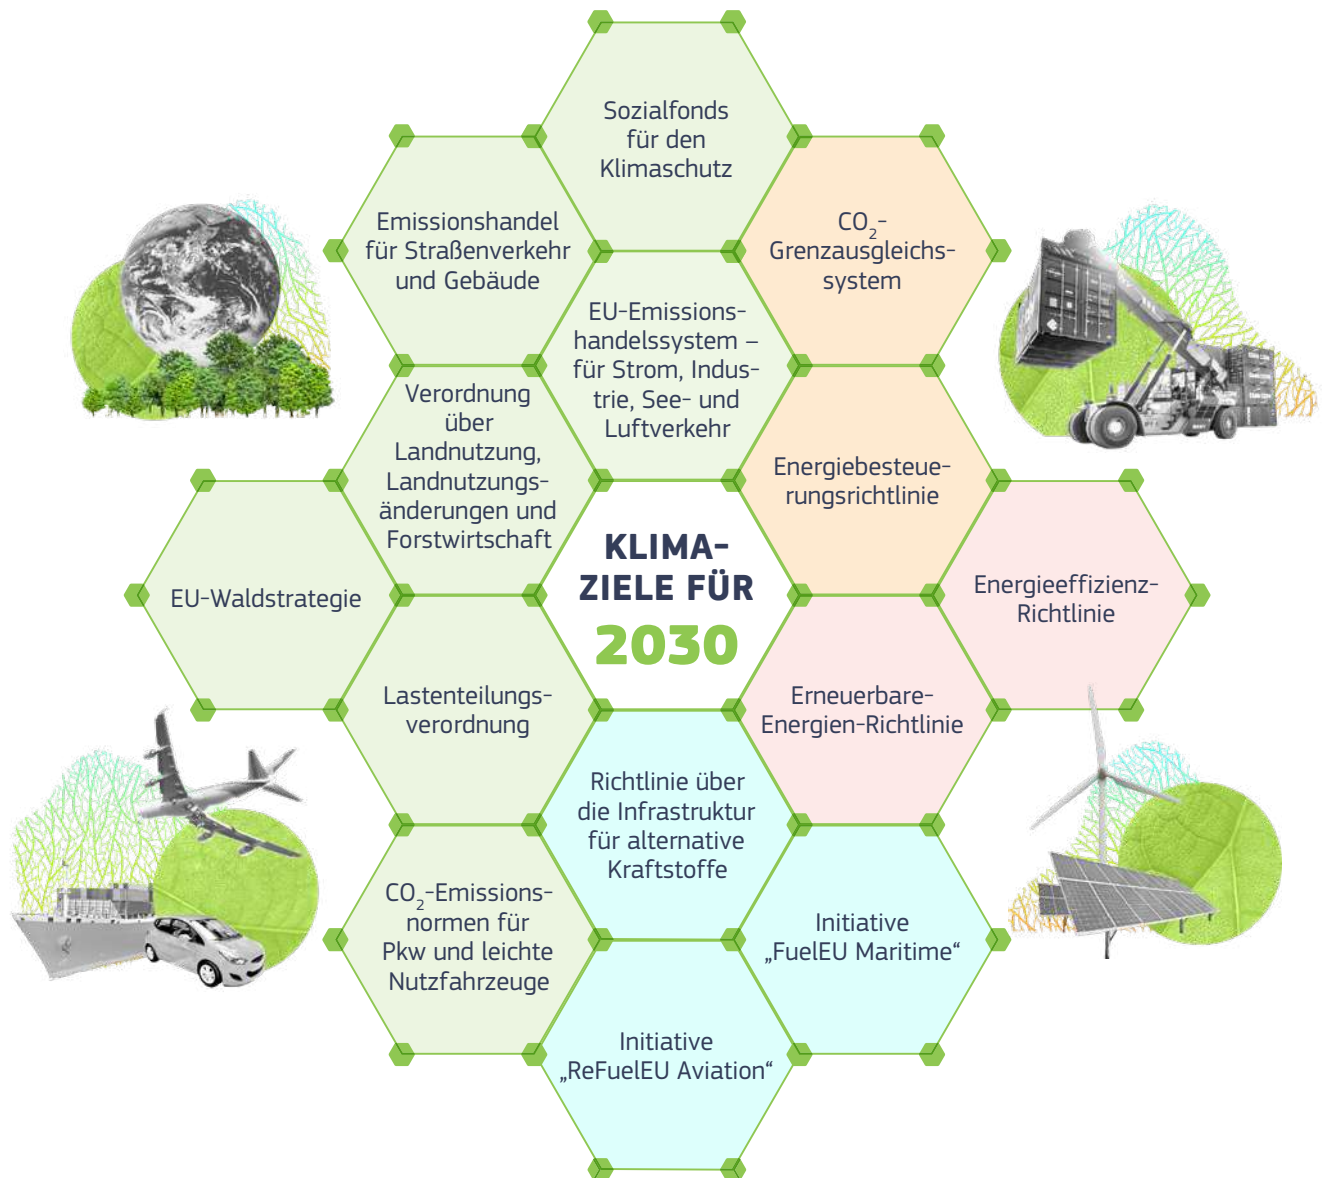 Sozialfonds
für den
Klimaschutz
Emissionshandel
für Straßenverkehr
und Gebäude
CO₂-
Grenzausgleichs-
system
EU-Emissions-
handelssystem –
für Strom, Indus-
trie, See- und
Luftverkehr
Verordnung
über
Landnutzung,
Landnutzungs-
änderungen und
Forstwirtschaft
Energiebesteue-
rungsrichtlinie
KLIMA-
ZIELE FÜR
2030
EU-Waldstrategie
Energieeffizienz-
Richtlinie
Lastenteilungs-
verordnung
Erneuerbare-
Energien-Richtlinie
Richtlinie über
die Infrastruktur
für alternative
Kraftstoffe
CO₂-Emissions-
normen für
Pkw und leichte
Nutzfahrzeuge
Initiative
„FuelEU Maritime“
Initiative
„ReFuelEU Aviation“